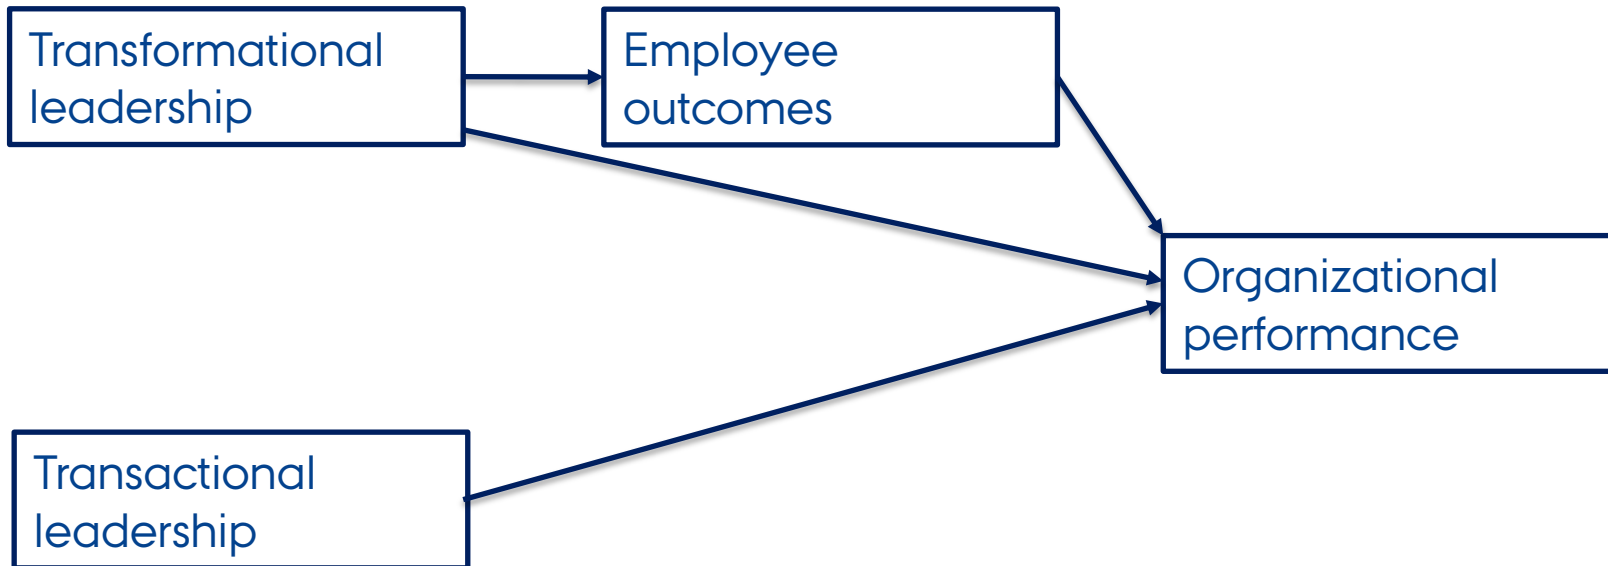 Transformational
leadership
Employee
outcomes
Organizational
performance
Transactional
leadership